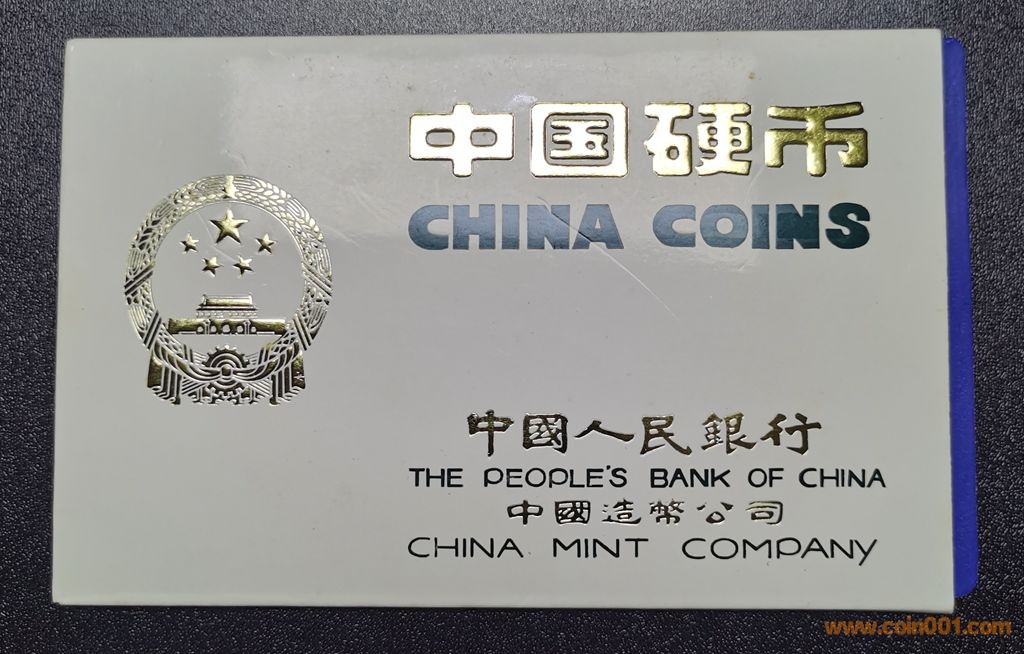 中国硬币
CHINA COINS
中國人民銀行
THE PEOPLE'S BANK OF CHINA
中國造幣公司
CHINA MINT COMPANY
www.coin001.com